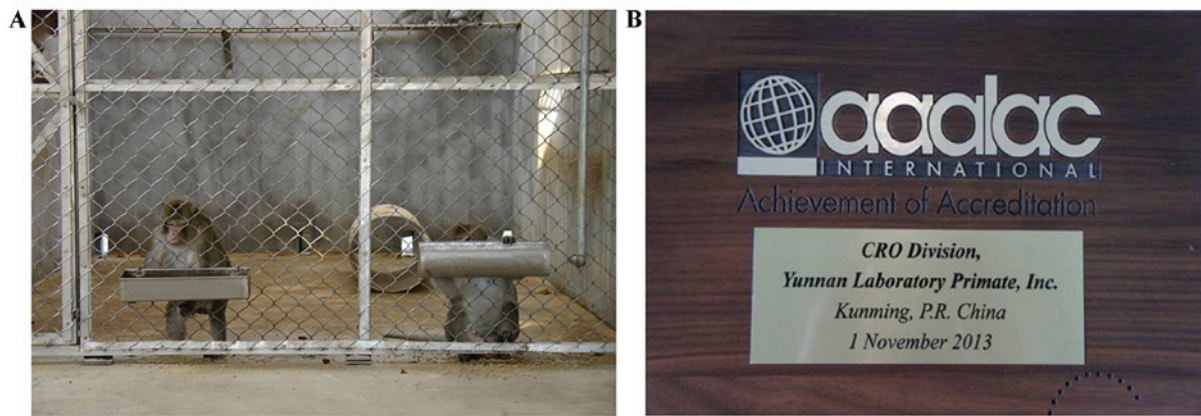 A
B
aaalac
INTERNATIONAL
Achievement of Accreditation
CRO Division,
Yunnan Laboratory Primate, Inc.
Kunming, P.R. China
1 November 2013